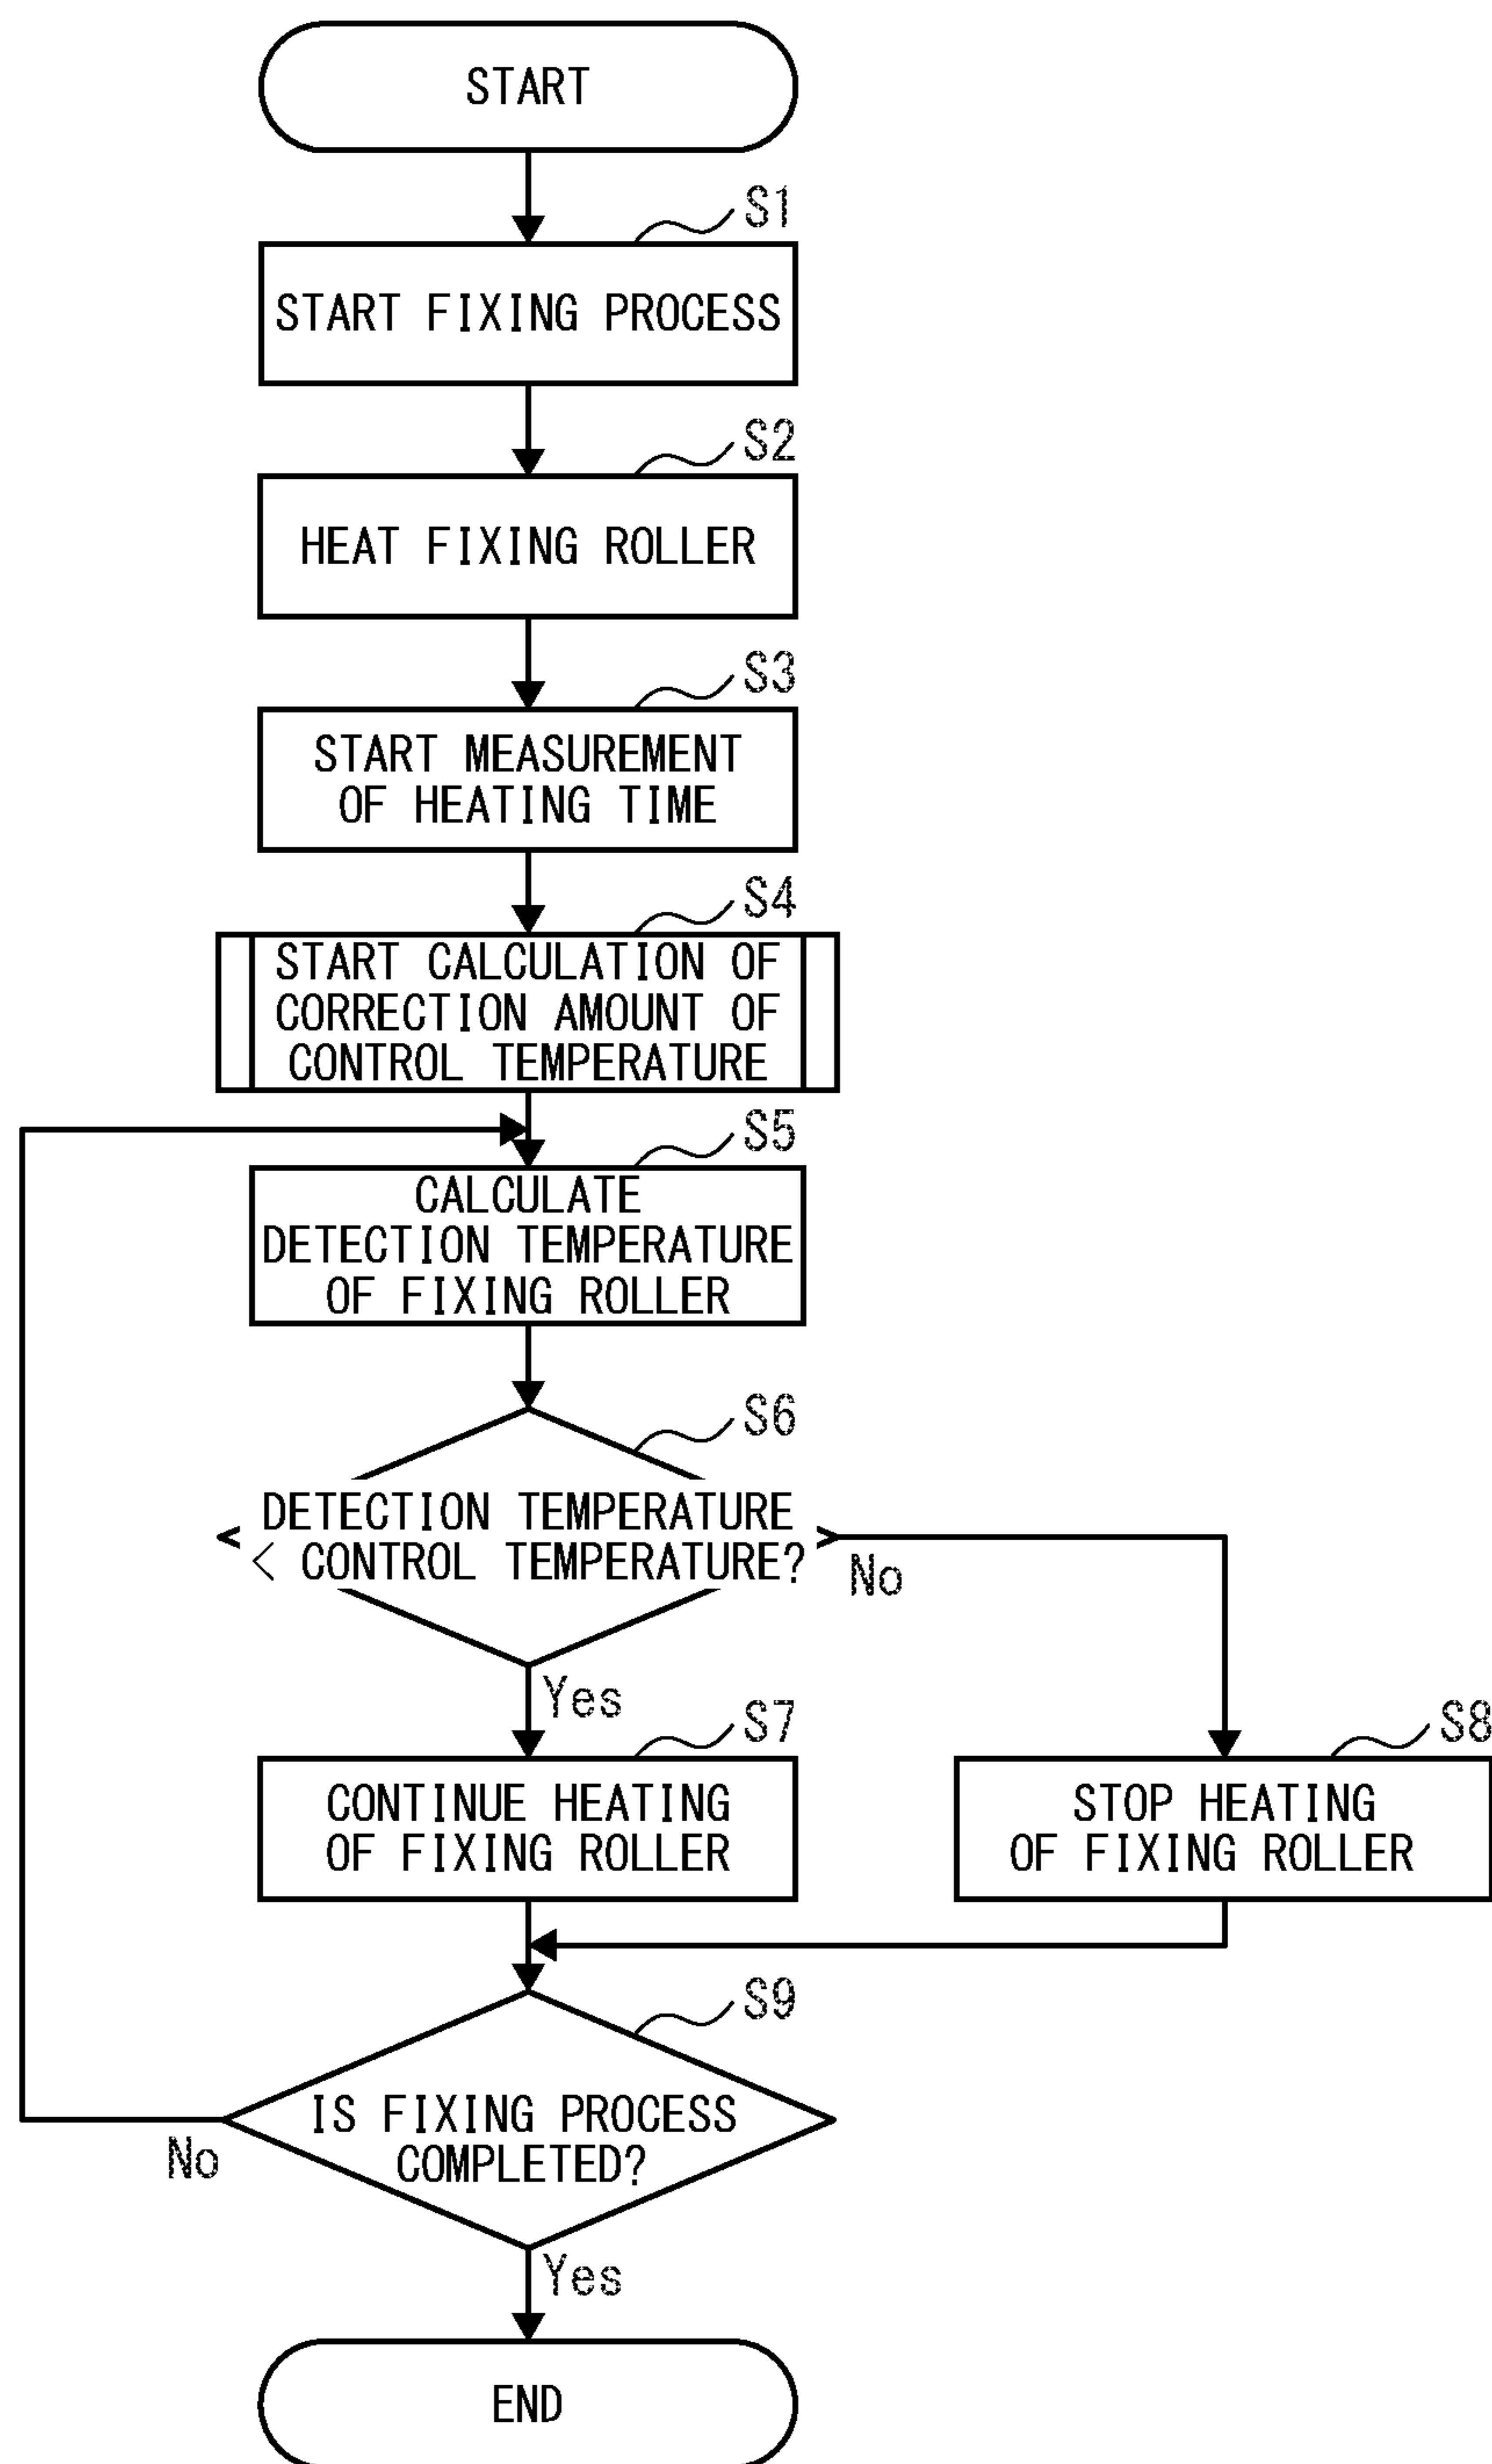 START
S1
START FIXING PROCESS
S2
HEAT FIXING ROLLER
S3
START MEASUREMENT
OF HEATING TIME
S4
START CALCULATION OF
CORRECTION AMOUNT OF
CONTROL TEMPERATURE
S5
CALCULATE
DETECTION TEMPERATURE
OF FIXING ROLLER
S6
DETECTION TEMPERATURE
< CONTROL TEMPERATURE?
No
Yes
S7
CONTINUE HEATING
OF FIXING ROLLER
S8
STOP HEATING
OF FIXING ROLLER
S9
IS FIXING PROCESS
COMPLETED?
No
Yes
END